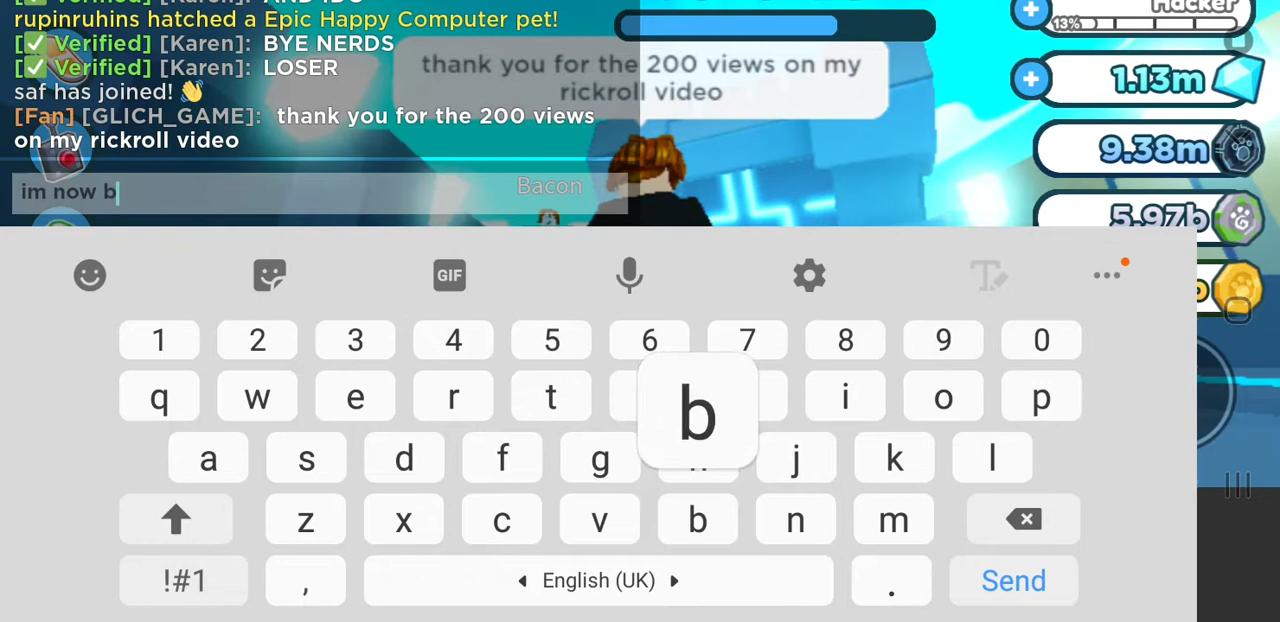 rupinruhins hatched a Epic Happy Computer pet!
[✅ Verified] [Karen]: BYE NERDS
[✅ Verified] [Karen]: LOSER
saf has joined! 👋
[Fan] [GLICH_GAME]: thank you for the 200 views
on my rickroll video
thank you for the 200 views on my
rickroll video
im now b
Bacon
Hacker
13%
1.13m
9.38m
5.97b
GIF
1 2 3 4 5 6 7 8 9 0
q w e r t i o p
b
a s d f g j k l
z x c v b n m
!#1 , English (UK) . Send